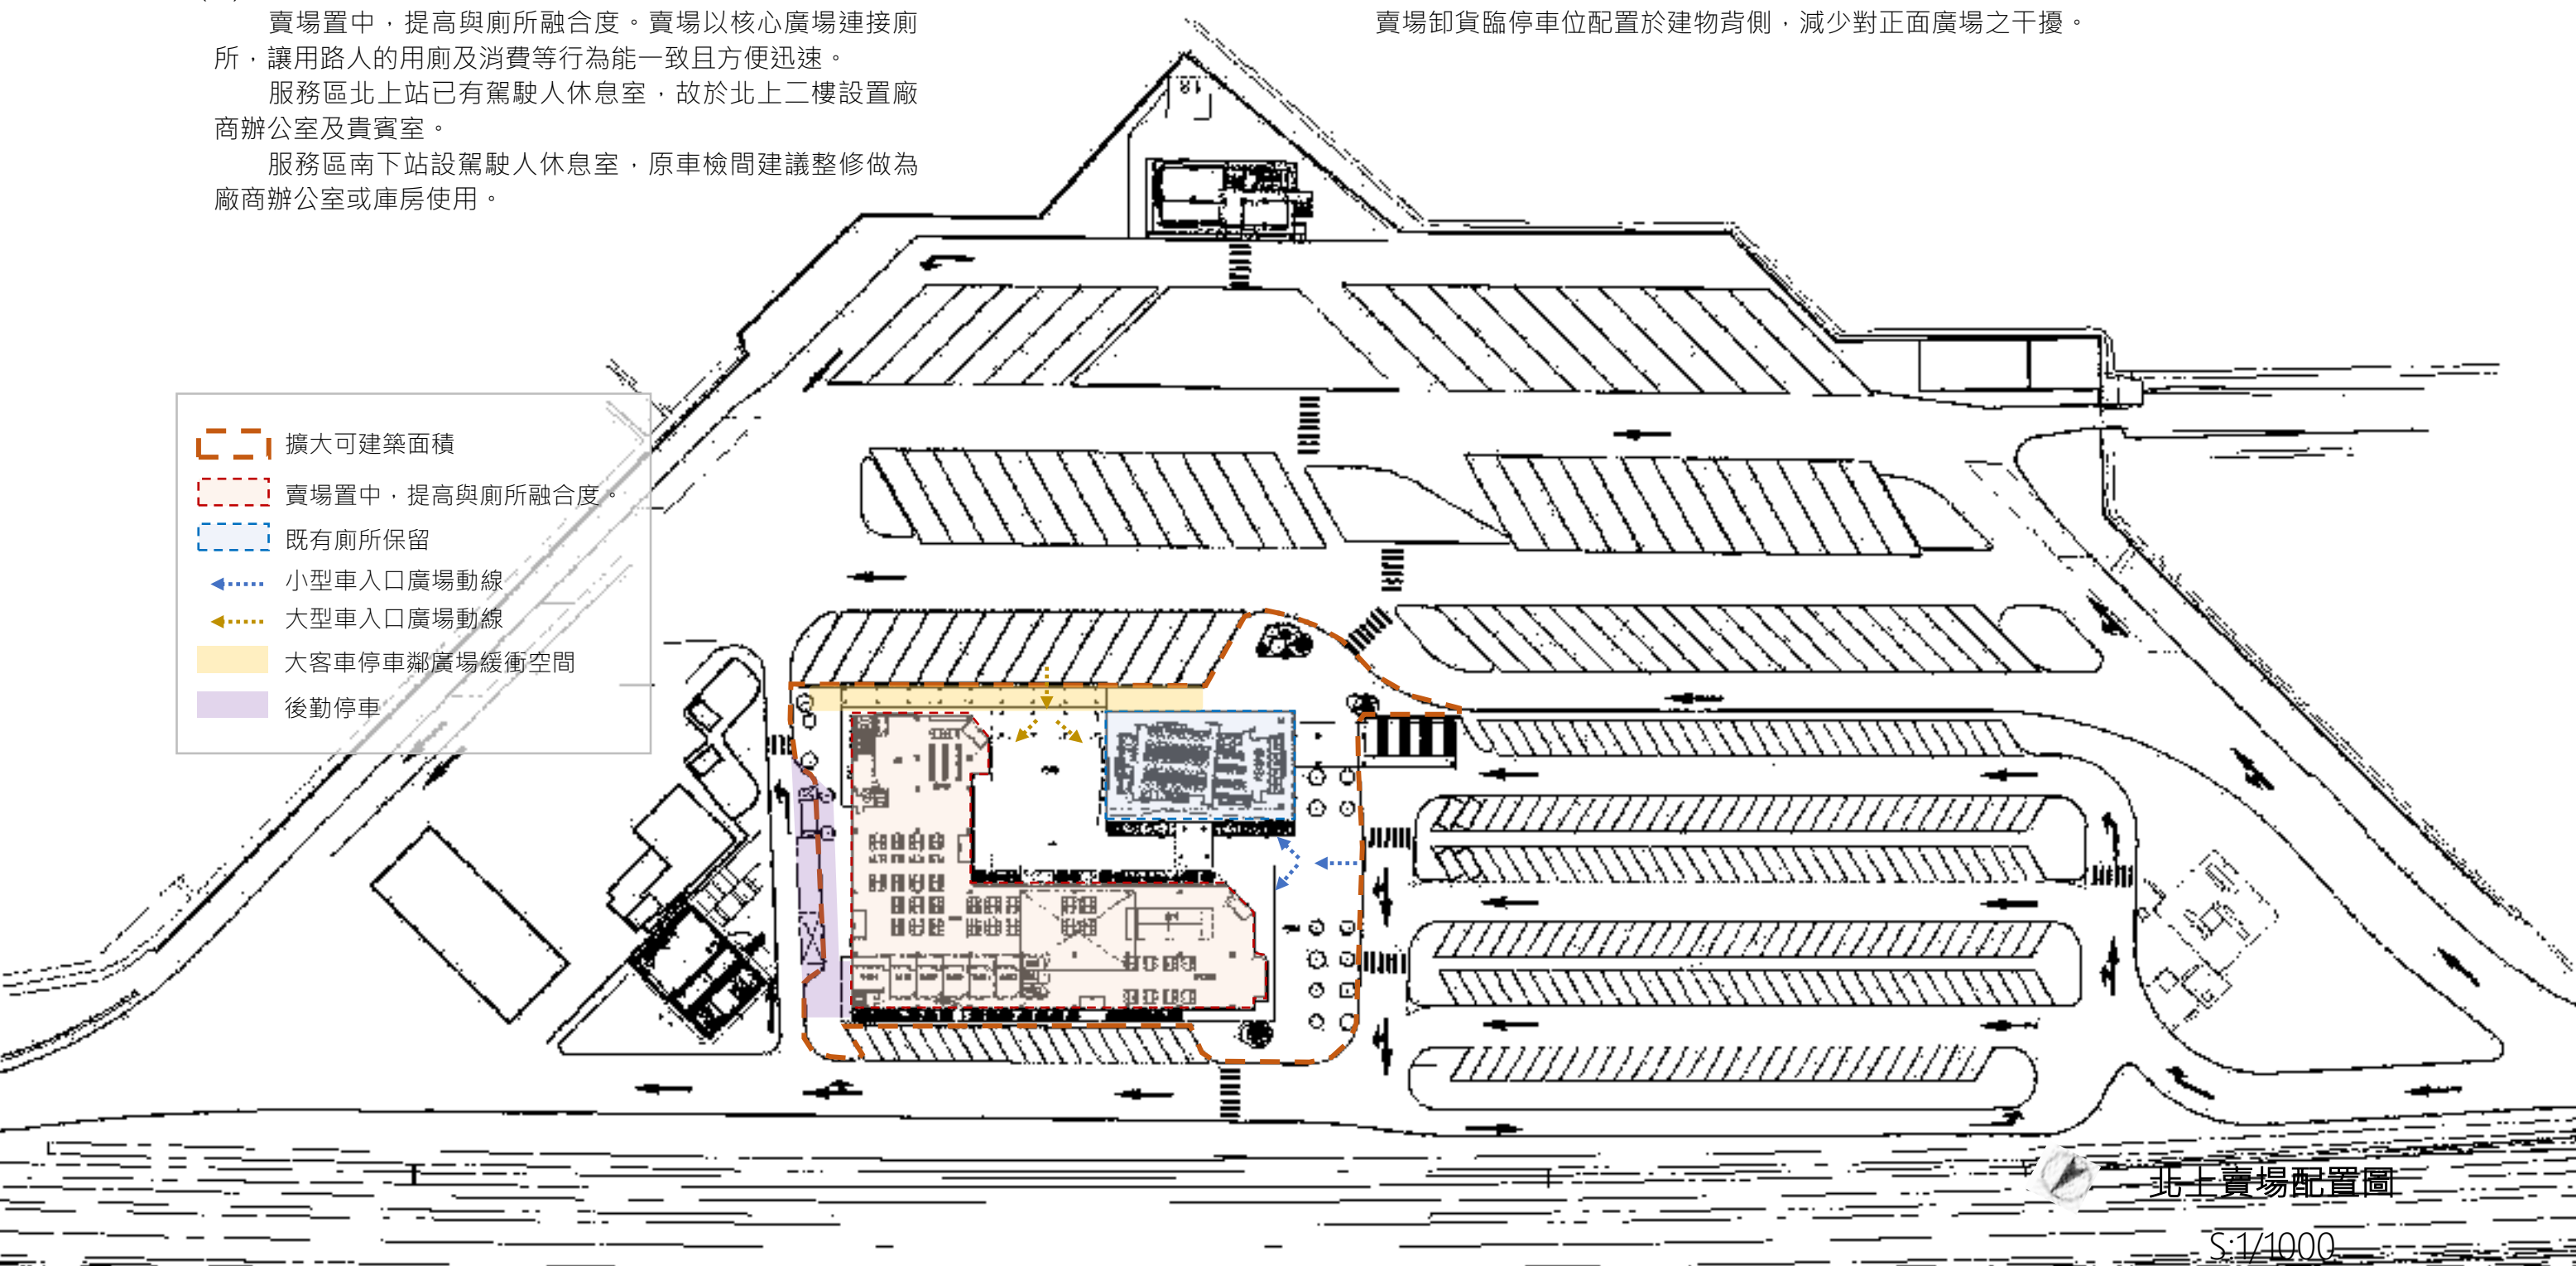 賣場置中，提高與廁所融合度。賣場以核心廣場連接廁
所，讓用路人的用廁及消費等行為能一致且方便迅速。
服務區北上站已有駕駛人休息室，故於北上二樓設置廠
商辦公室及貴賓室。
服務區南下站設駕駛人休息室，原車檢間建議整修做為
廠商辦公室或庫房使用。
賣場卸貨臨停車位配置於建物背側，減少對正面廣場之干擾。
擴大可建築面積
賣場置中，提高與廁所融合度。
既有廁所保留
小型車入口廣場動線
大型車入口廣場動線
大客車停車鄰廣場緩衝空間
後勤停車
北上賣場配置圖
S:1/1000